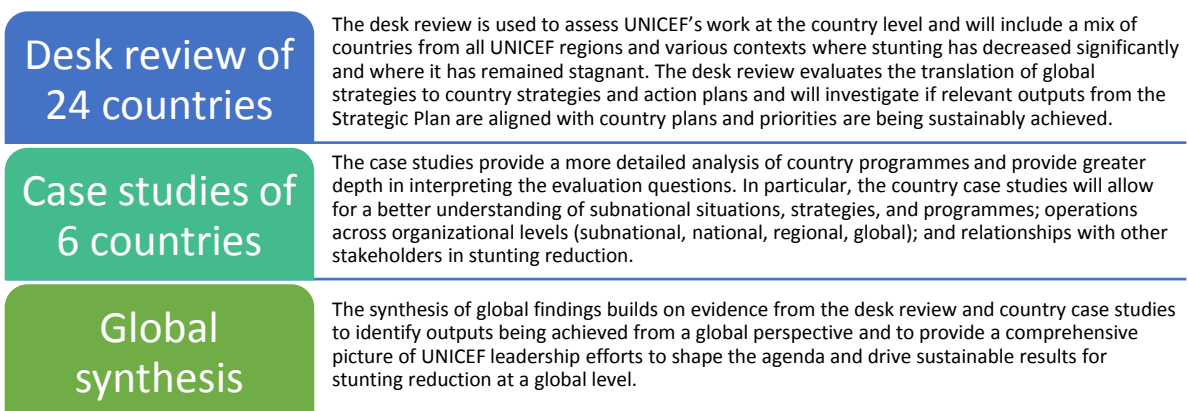 Desk review of
24 countries
The desk review is used to assess UNICEF's work at the country level and will include a mix of
countries from all UNICEF regions and various contexts where stunting has decreased significantly
and where it has remained stagnant. The desk review evaluates the translation of global
strategies to country strategies and action plans and will investigate if relevant outputs from the
Strategic Plan are aligned with country plans and priorities are being sustainably achieved.
Case studies of
6 countries
The case studies provide a more detailed analysis of country programmes and provide greater
depth in interpreting the evaluation questions. In particular, the country case studies will allow
for a better understanding of subnational situations, strategies, and programmes; operations
across organizational levels (subnational, national, regional, global); and relationships with other
stakeholders in stunting reduction.
Global
synthesis
The synthesis of global findings builds on evidence from the desk review and country case studies
to identify outputs being achieved from a global perspective and to provide a comprehensive
picture of UNICEF leadership efforts to shape the agenda and drive sustainable results for
stunting reduction at a global level.